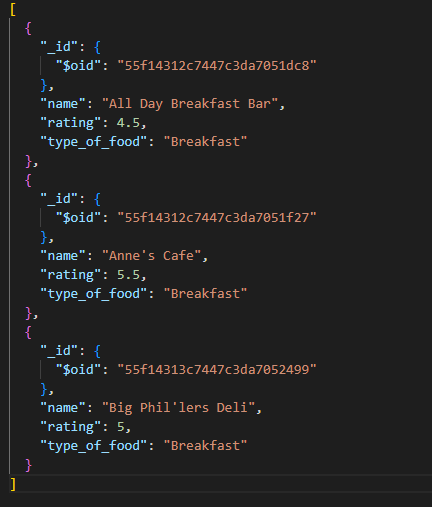 [
  {
    "_id": {
      "$oid": "55f14312c7447c3da7051dc8"
    },
    "name": "All Day Breakfast Bar",
    "rating": 4.5,
    "type_of_food": "Breakfast"
  },
  {
    "_id": {
      "$oid": "55f14312c7447c3da7051f27"
    },
    "name": "Anne's Cafe",
    "rating": 5.5,
    "type_of_food": "Breakfast"
  },
  {
    "_id": {
      "$oid": "55f14313c7447c3da7052499"
    },
    "name": "Big Phil'lers Deli",
    "rating": 5,
    "type_of_food": "Breakfast"
  }
]